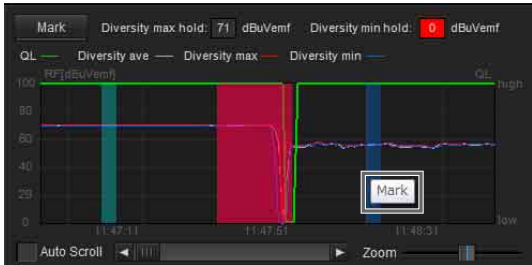 Mark Diversity max hold: 71 dBuVemf Diversity min hold: 0 dBuVemf
QL Diversity ave Diversity max Diversity min
RF[dBuVemf] QL
100 high
80
60
40
Mark
20
0 low
11:47:11 11:47:51 11:48:31
Auto Scroll Zoom